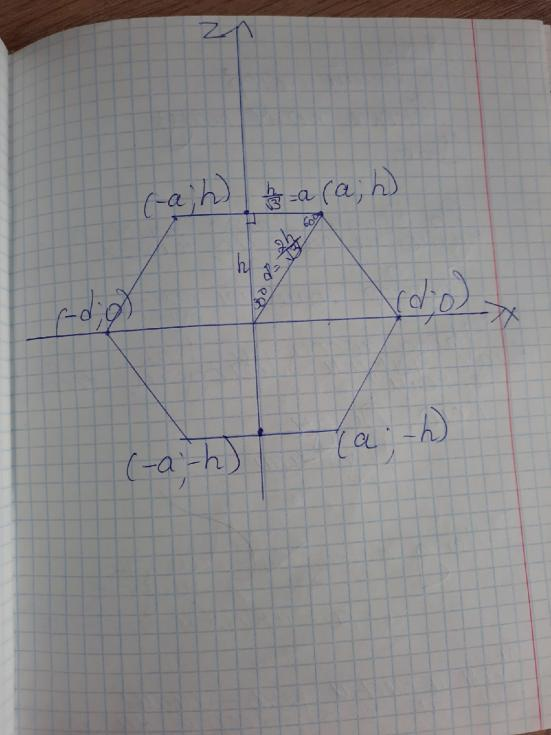 z
(-a; h) h/√3 = a (a; h)
60°
h
d = 2h/√3
30°
(-d; 0) (d; 0) x
(-a; -h) (a; -h)